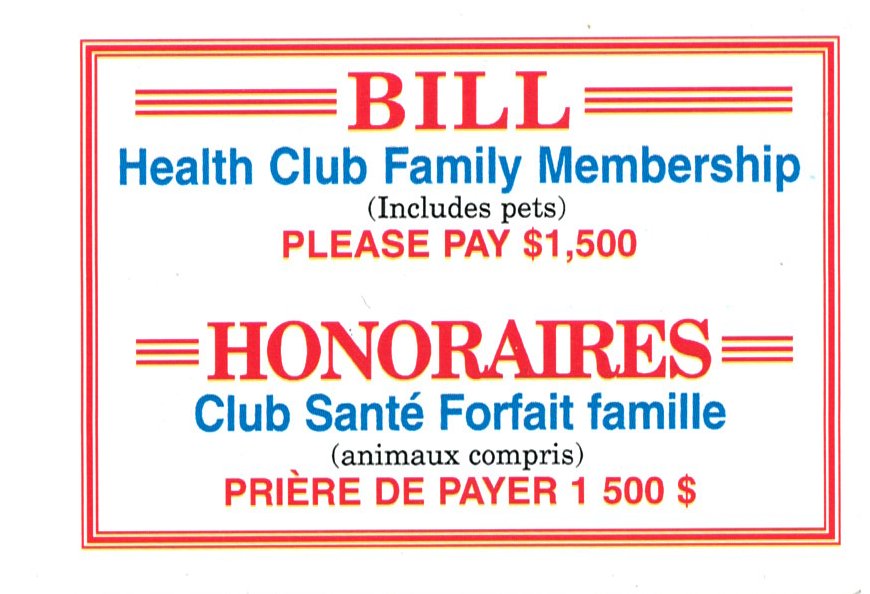 BILL
Health Club Family Membership
(Includes pets)
PLEASE PAY $1,500
HONORAIRES
Club Santé Forfait famille
(animaux compris)
PRIÈRE DE PAYER 1 500 $